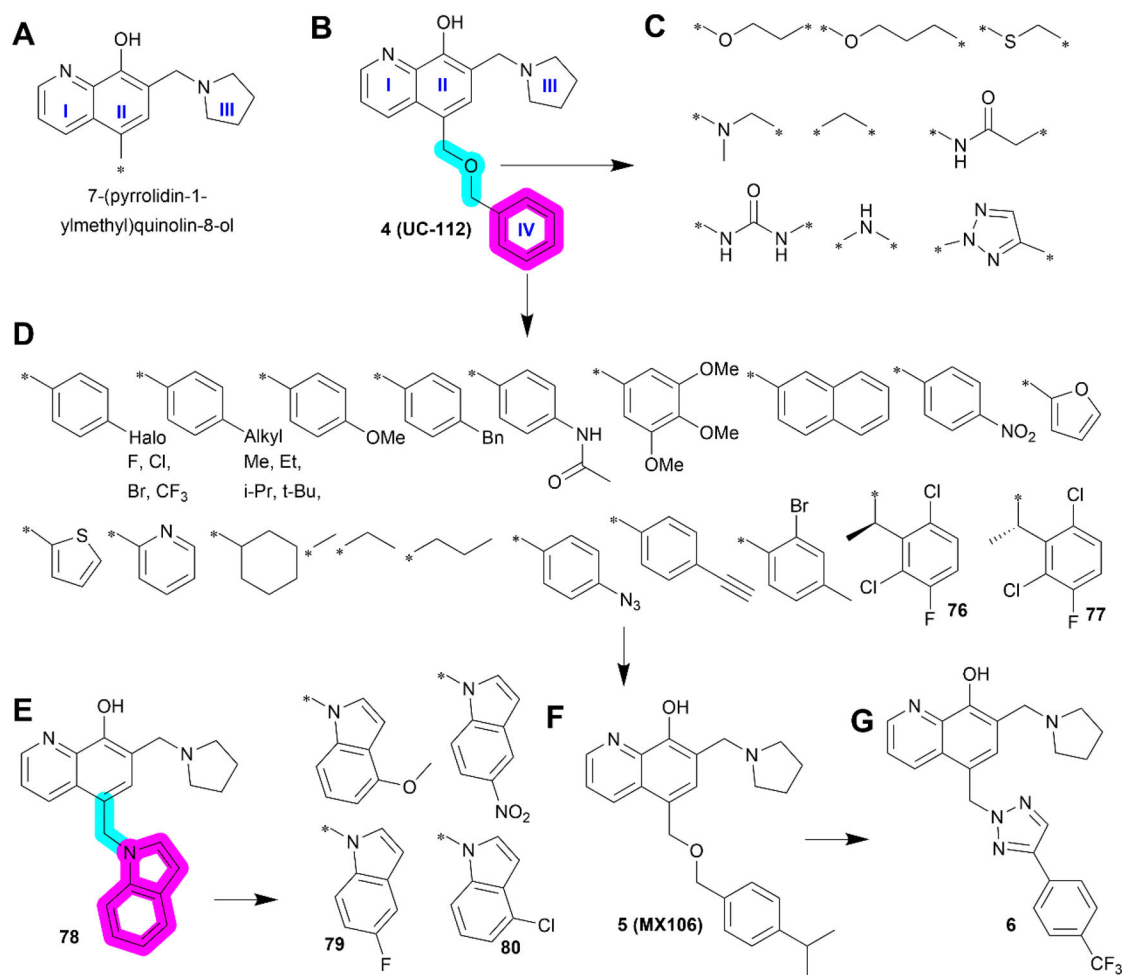 A
OH
N
N
I
II
III
*
7-(pyrrolidin-1-
ylmethyl)quinolin-8-ol
B
OH
N
N
I
II
III
O
IV
4 (UC-112)
C
* O *
* O *
* S *
* N *
* *
O
* N *
H
O
* N N *
H H
H
* N *
N
* N
N *
D
*
Halo
F, Cl,
Br, CF3
*
Alkyl
Me, Et,
i-Pr, t-Bu,
*
OMe
*
Bn
*
NH
O
*
OMe
OMe
OMe
*
*
NO2
*
O
*
S
*
N
*
*
*
*
*
N3
*
*
Br
*
Cl
Cl
F
76
*
Cl
Cl
F
77
E
OH
N
N
N
78
* N
O
* N
NO2
* N
F
79
* N
Cl
80
F
OH
N
N
O
5 (MX106)
G
OH
N
N
N
N
N
CF3
6